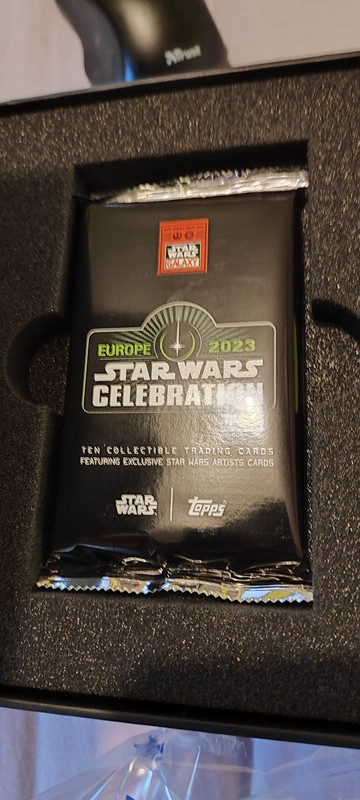 Trust
STAR
WARS
GALAXY
EUROPE 2023
STAR WARS
CELEBRATION
TEN COLLECTIBLE TRADING CARDS
FEATURING EXCLUSIVE STAR WARS ARTISTS CARDS
STAR
WARS
Topps